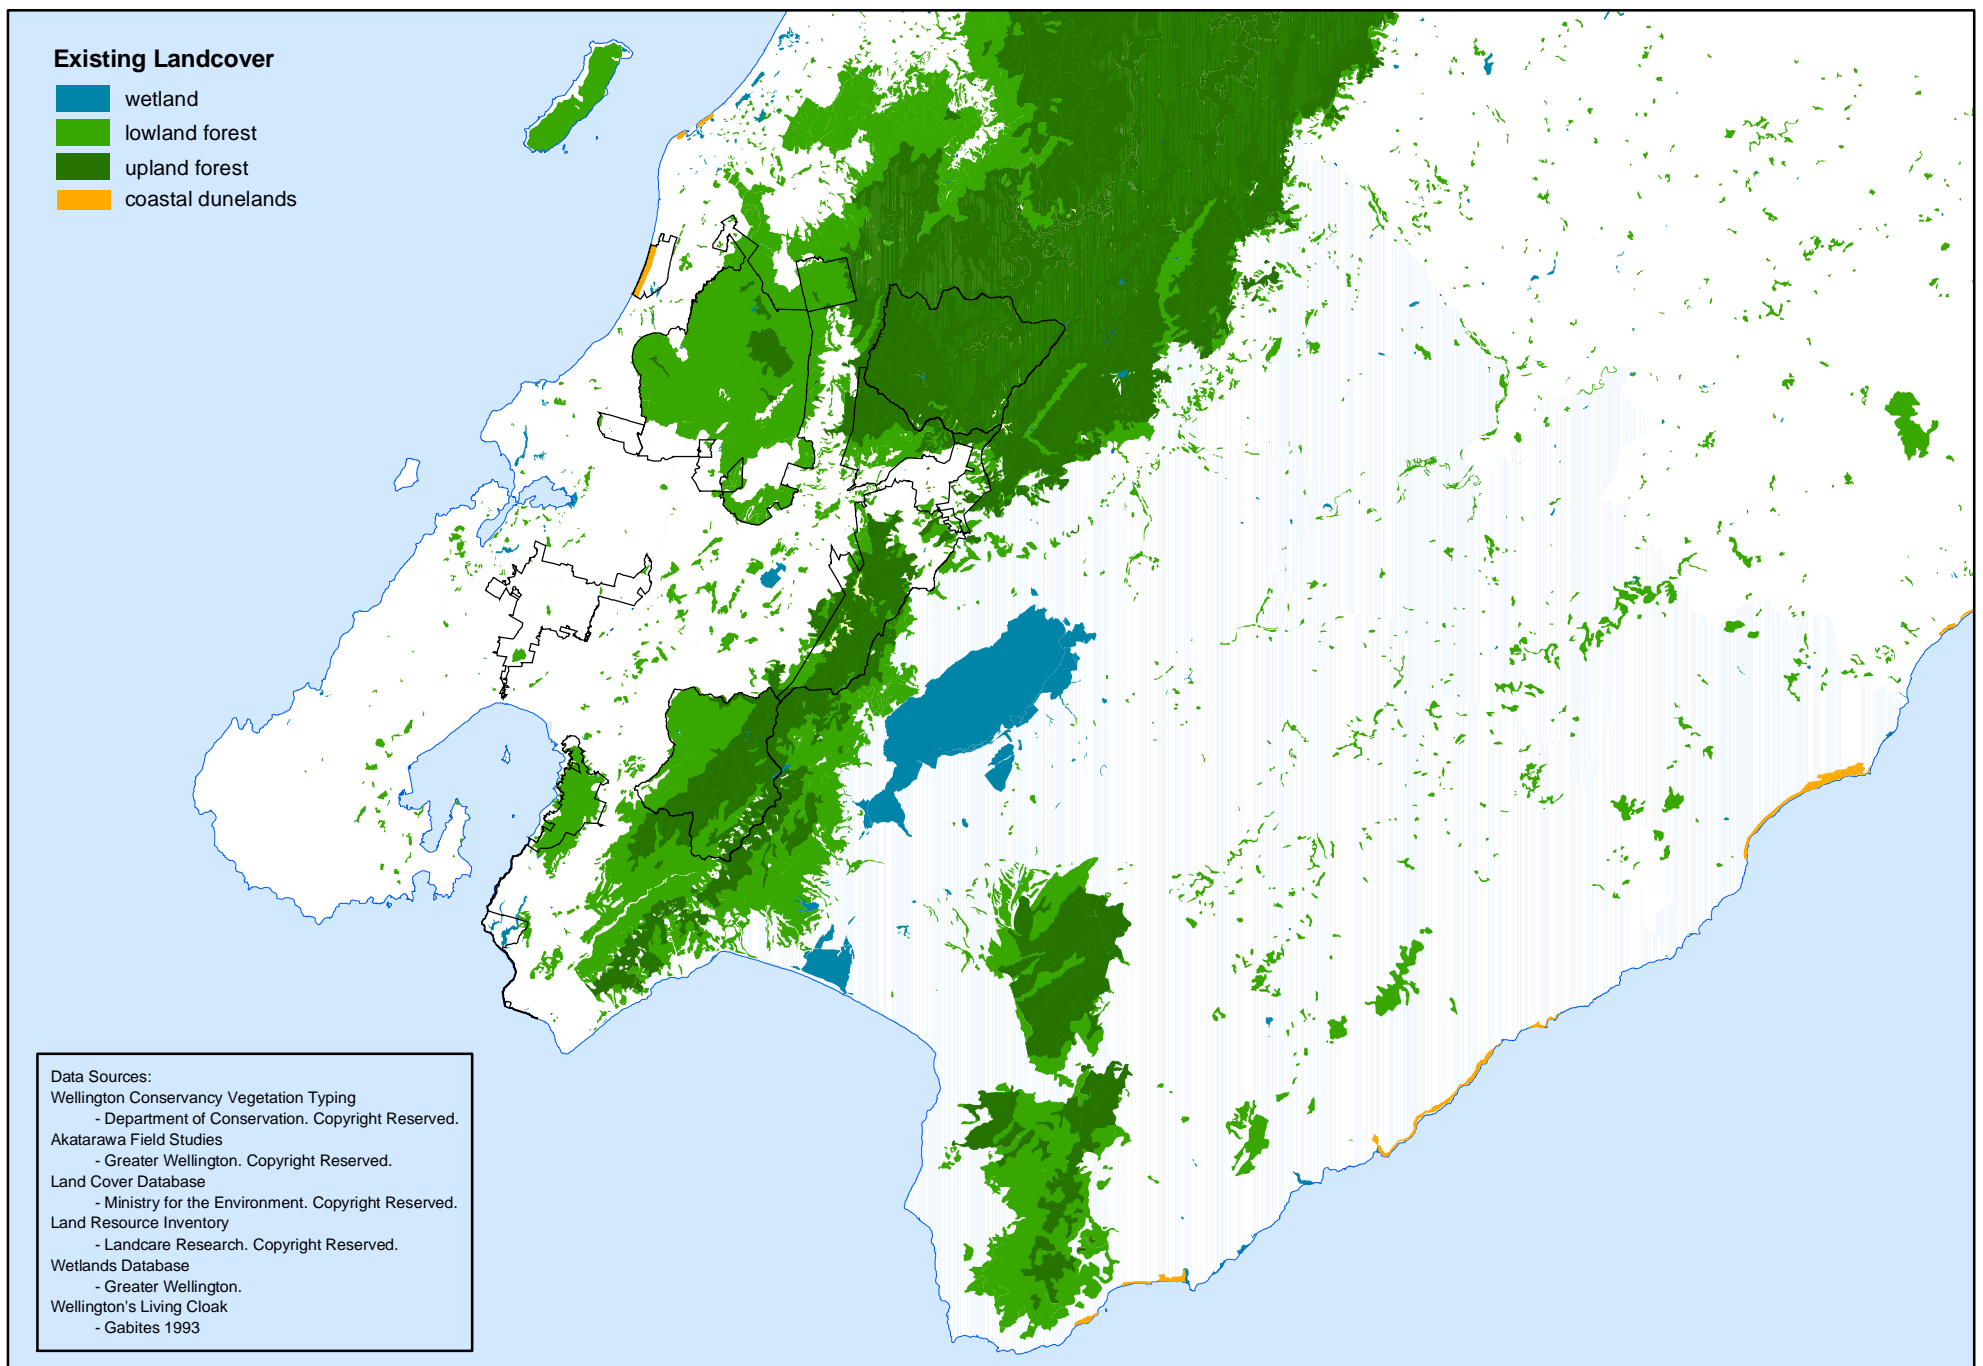 Existing Landcover
wetland
lowland forest
upland forest
coastal dunelands
Data Sources:
Wellington Conservancy Vegetation Typing
- Department of Conservation. Copyright Reserved.
Akatarawa Field Studies
- Greater Wellington. Copyright Reserved.
Land Cover Database
- Ministry for the Environment. Copyright Reserved.
Land Resource Inventory
- Landcare Research. Copyright Reserved.
Wetlands Database
- Greater Wellington.
Wellington's Living Cloak
- Gabites 1993